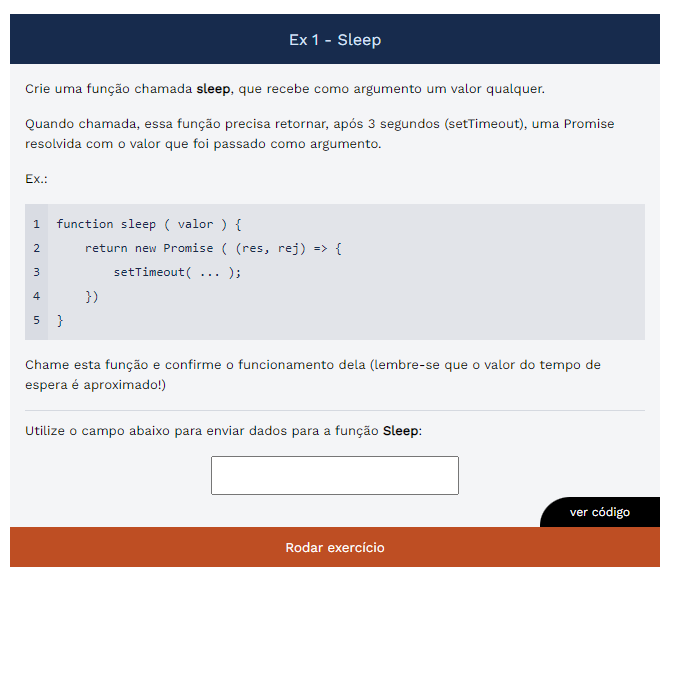 Ex 1 - Sleep
Crie uma função chamada sleep, que recebe como argumento um valor qualquer.
Quando chamada, essa função precisa retornar, após 3 segundos (setTimeout), uma Promise
resolvida com o valor que foi passado como argumento.
Ex.:
1 function sleep ( valor ) {
2     return new Promise ( (res, rej) => {
3         setTimeout( ... );
4     })
5 }
Chame esta função e confirme o funcionamento dela (lembre-se que o valor do tempo de
espera é aproximado!)
Utilize o campo abaixo para enviar dados para a função Sleep:
ver código
Rodar exercício